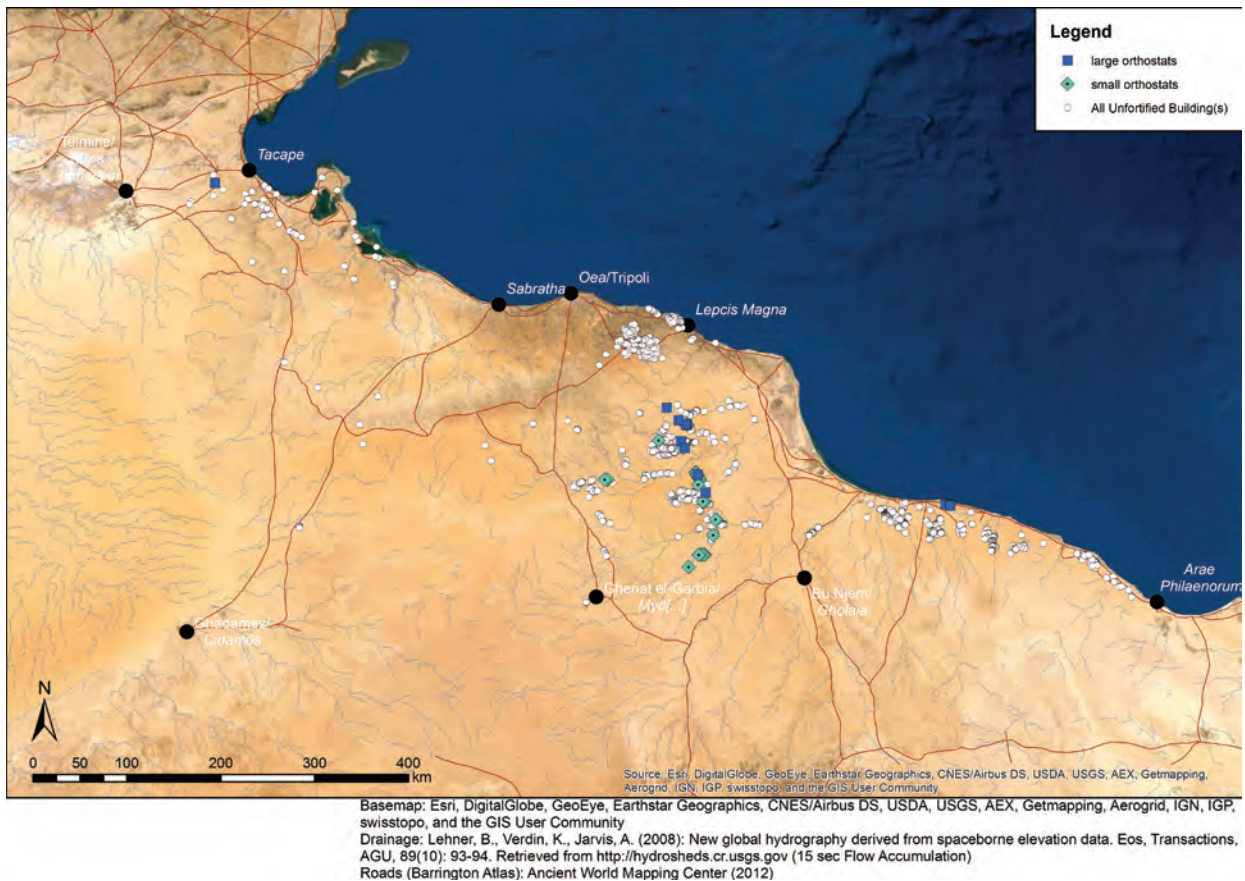 Legend
large orthostats
small orthostats
All Unfortified Building(s)
Telmine/
Tacape
Sabratha
Oea/Tripoli
Lepcis Magna
Arae
Philaenorum
Gheriat el-Garbia/
Myd[...]
Bu Njem/
Gholaia
Ghadames/
Cidamus
N
0 50 100 200 300 400
km
Source: Esri, DigitalGlobe, GeoEye, Earthstar Geographics, CNES/Airbus DS, USDA, USGS, AEX, Getmapping,
Aerogrid, IGN, IGP, swisstopo, and the GIS User Community
Basemap: Esri, DigitalGlobe, GeoEye, Earthstar Geographics, CNES/Airbus DS, USDA, USGS, AEX, Getmapping, Aerogrid, IGN, IGP,
swisstopo, and the GIS User Community
Drainage: Lehner, B., Verdin, K., Jarvis, A. (2008): New global hydrography derived from spaceborne elevation data. Eos, Transactions,
AGU, 89(10): 93-94. Retrieved from http://hydrosheds.cr.usgs.gov (15 sec Flow Accumulation)
Roads (Barrington Atlas): Ancient World Mapping Center (2012)